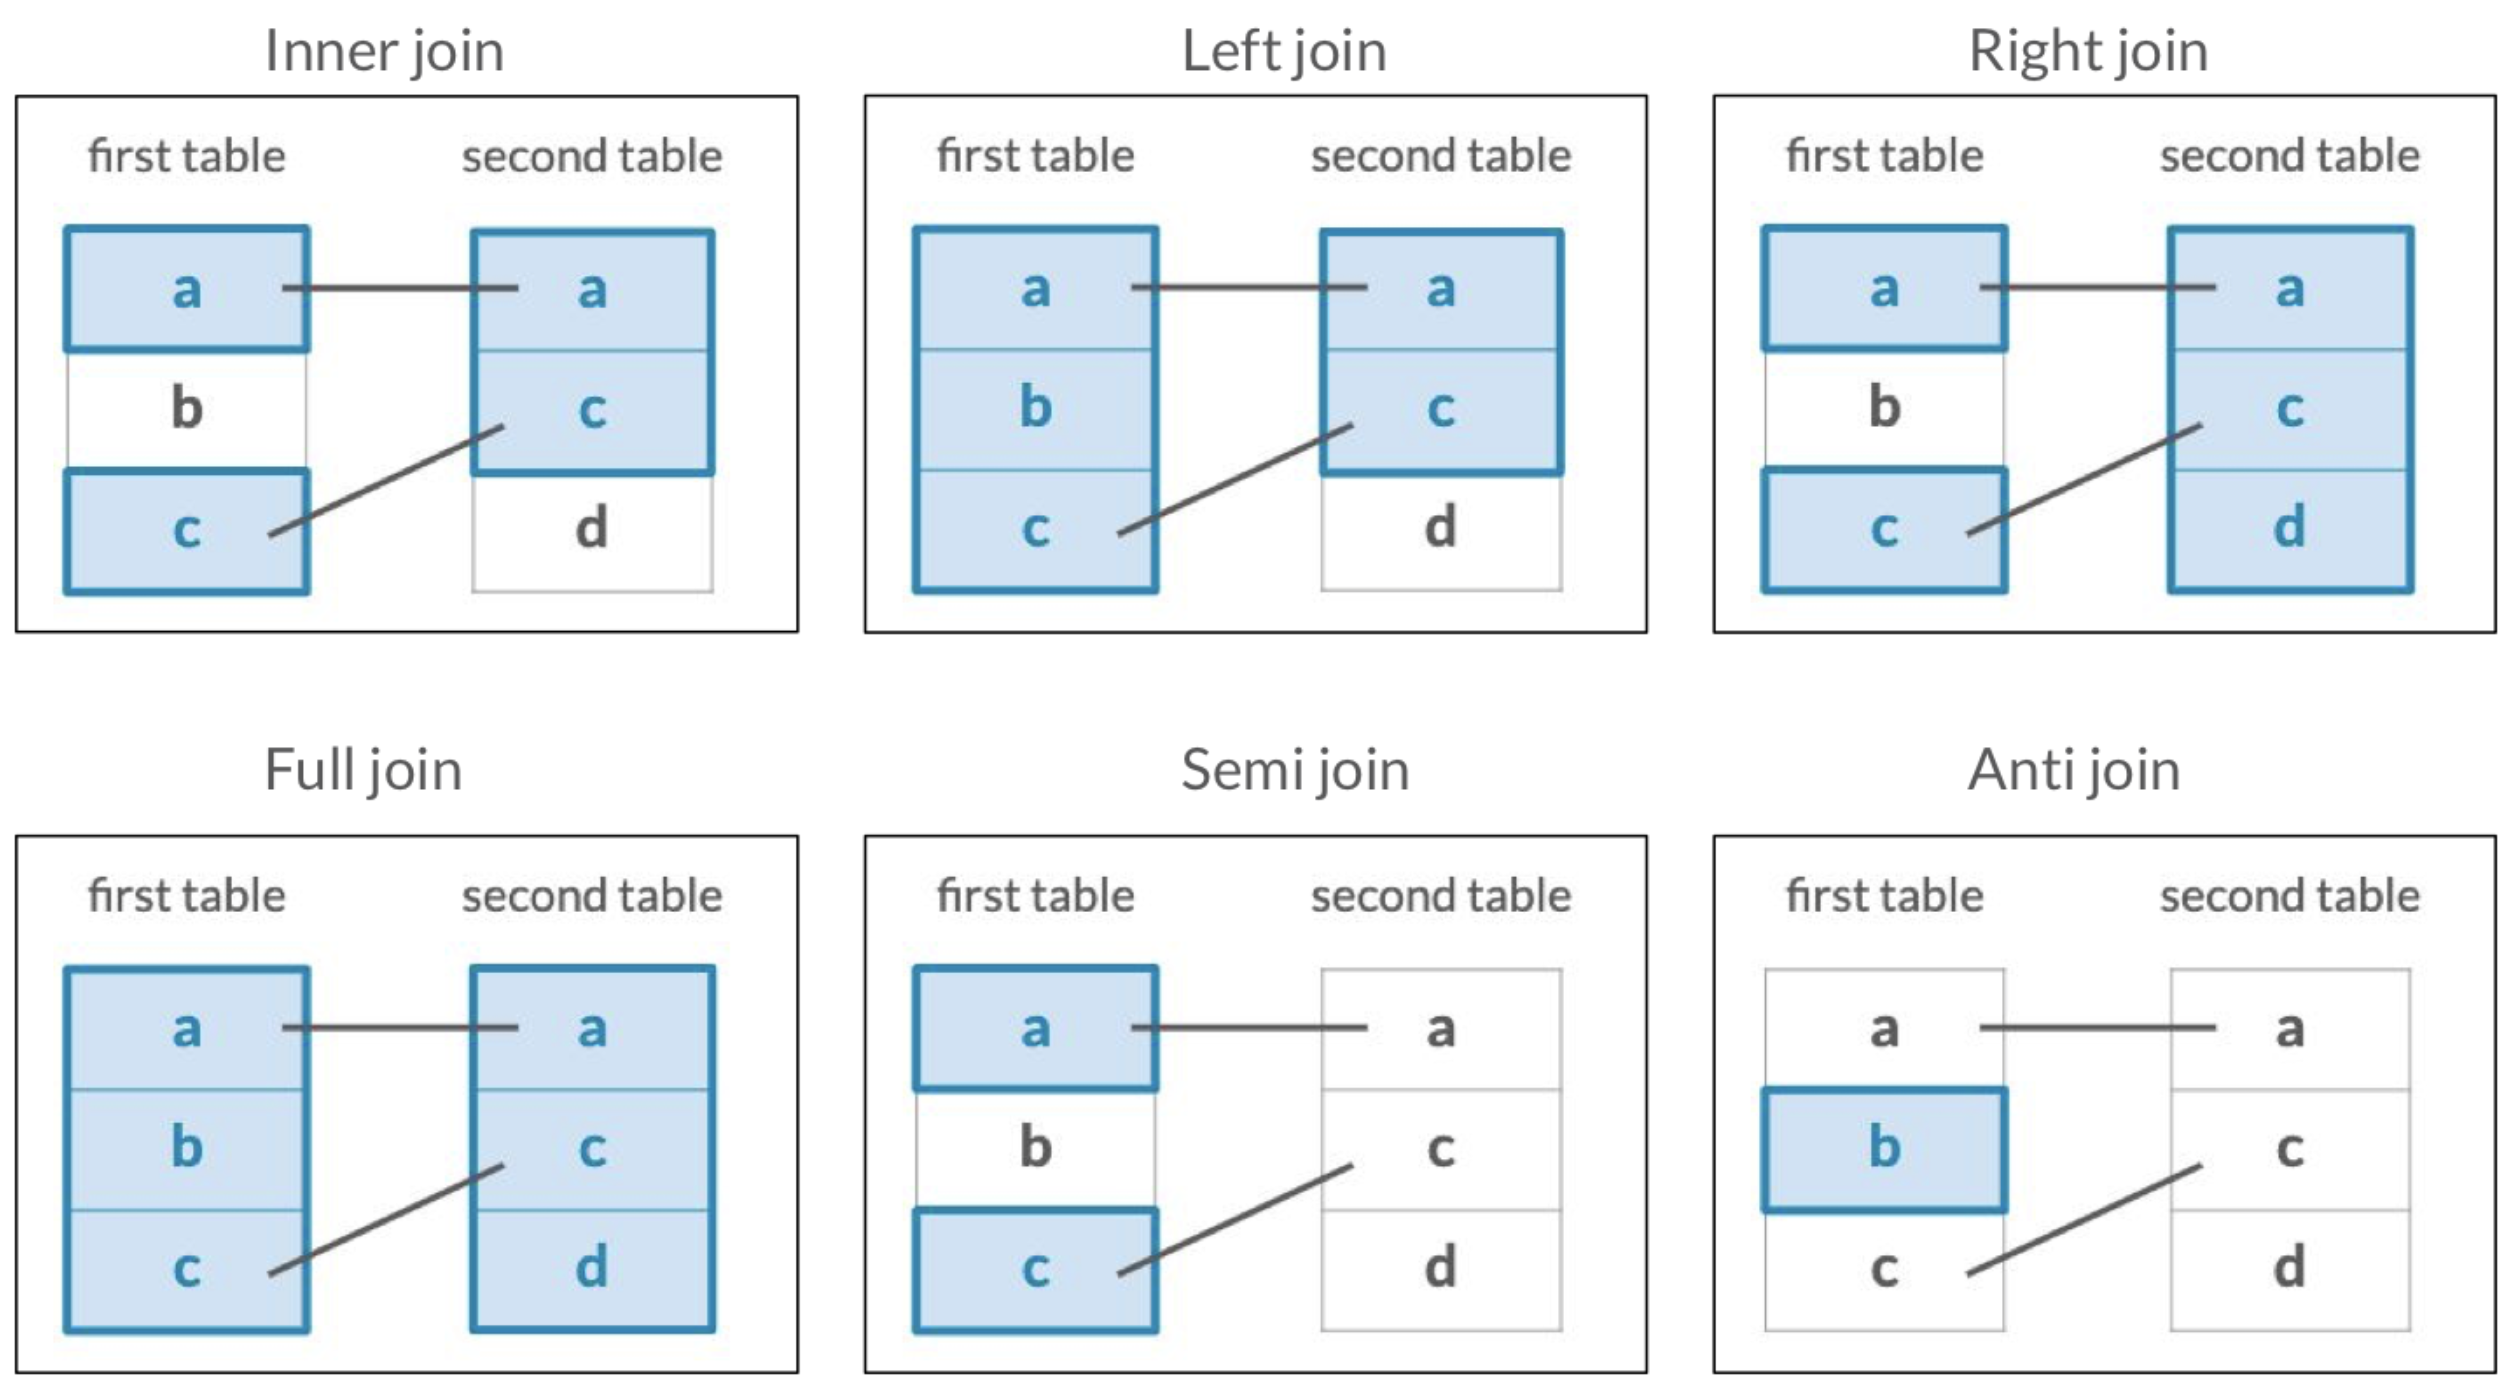 Inner join
first table second table
a a
b c
c d
Left join
first table second table
a a
b c
c d
Right join
first table second table
a a
b c
c d
Full join
first table second table
a a
b c
c d
Semi join
first table second table
a a
b c
c d
Anti join
first table second table
a a
b c
c d